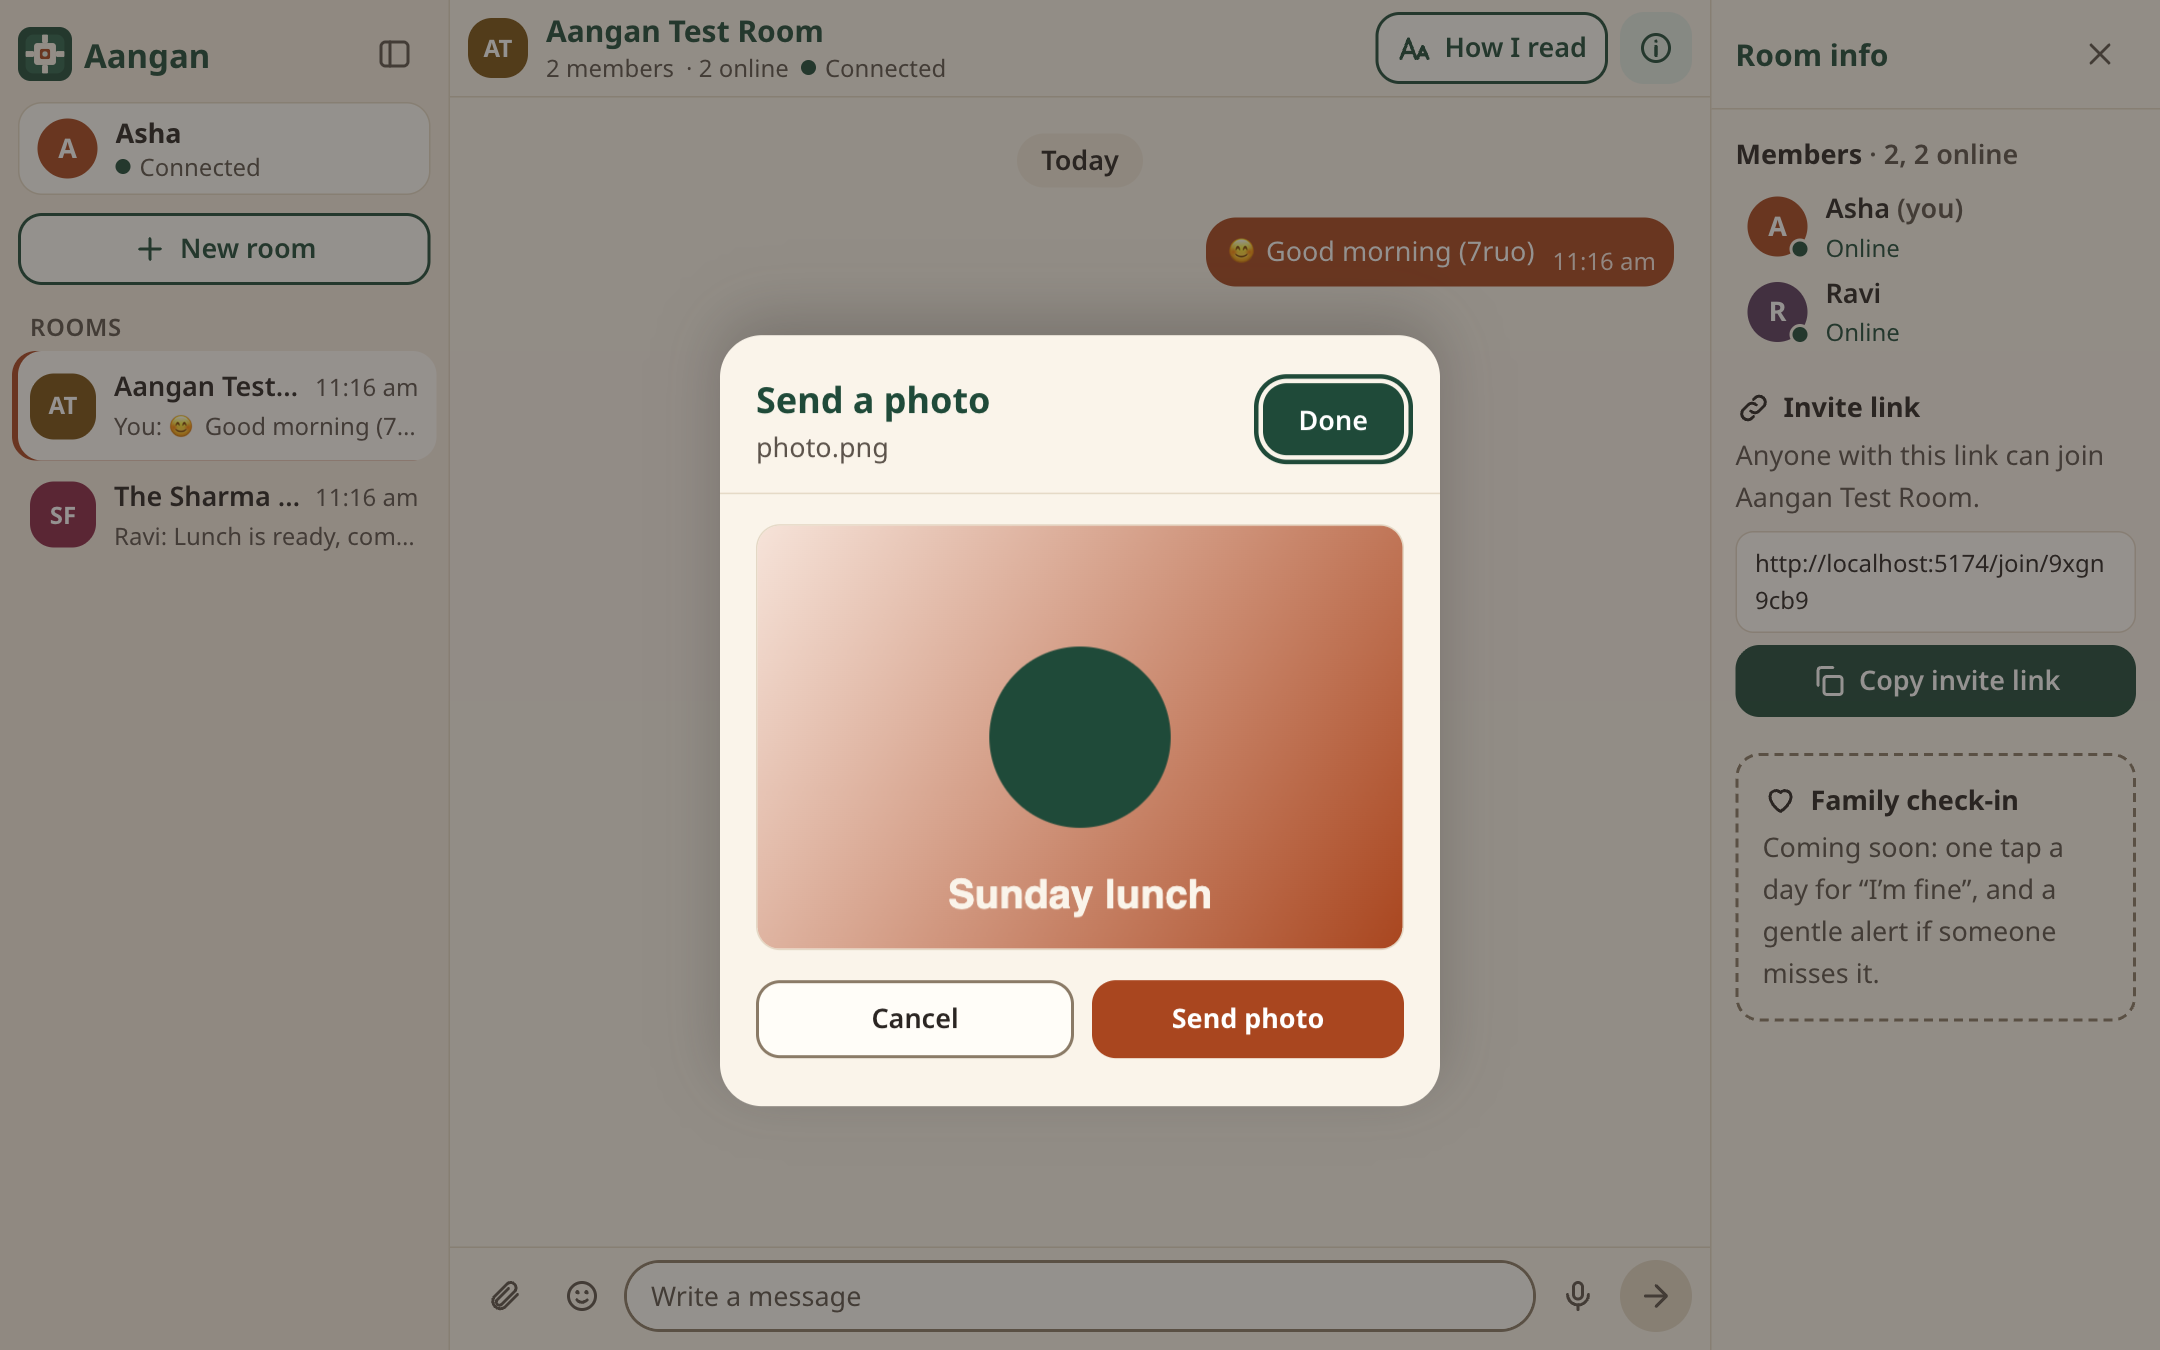 Aangan
A
Asha
Connected
New room
ROOMS
AT
Aangan Test...
11:16 am
You: 😊 Good morning (7...
SF
The Sharma ...
11:16 am
Ravi: Lunch is ready, com...
AT
Aangan Test Room
2 members · 2 online
Connected
How I read
Today
😊 Good morning (7ruo)
11:16 am
Send a photo
photo.png
Done
Sunday lunch
Cancel
Send photo
Write a message
Room info
Members · 2, 2 online
A
Asha (you)
Online
R
Ravi
Online
Invite link
Anyone with this link can join
Aangan Test Room.
http://localhost:5174/join/9xgn
9cb9
Copy invite link
Family check-in
Coming soon: one tap a
day for “I’m fine”, and a
gentle alert if someone
misses it.